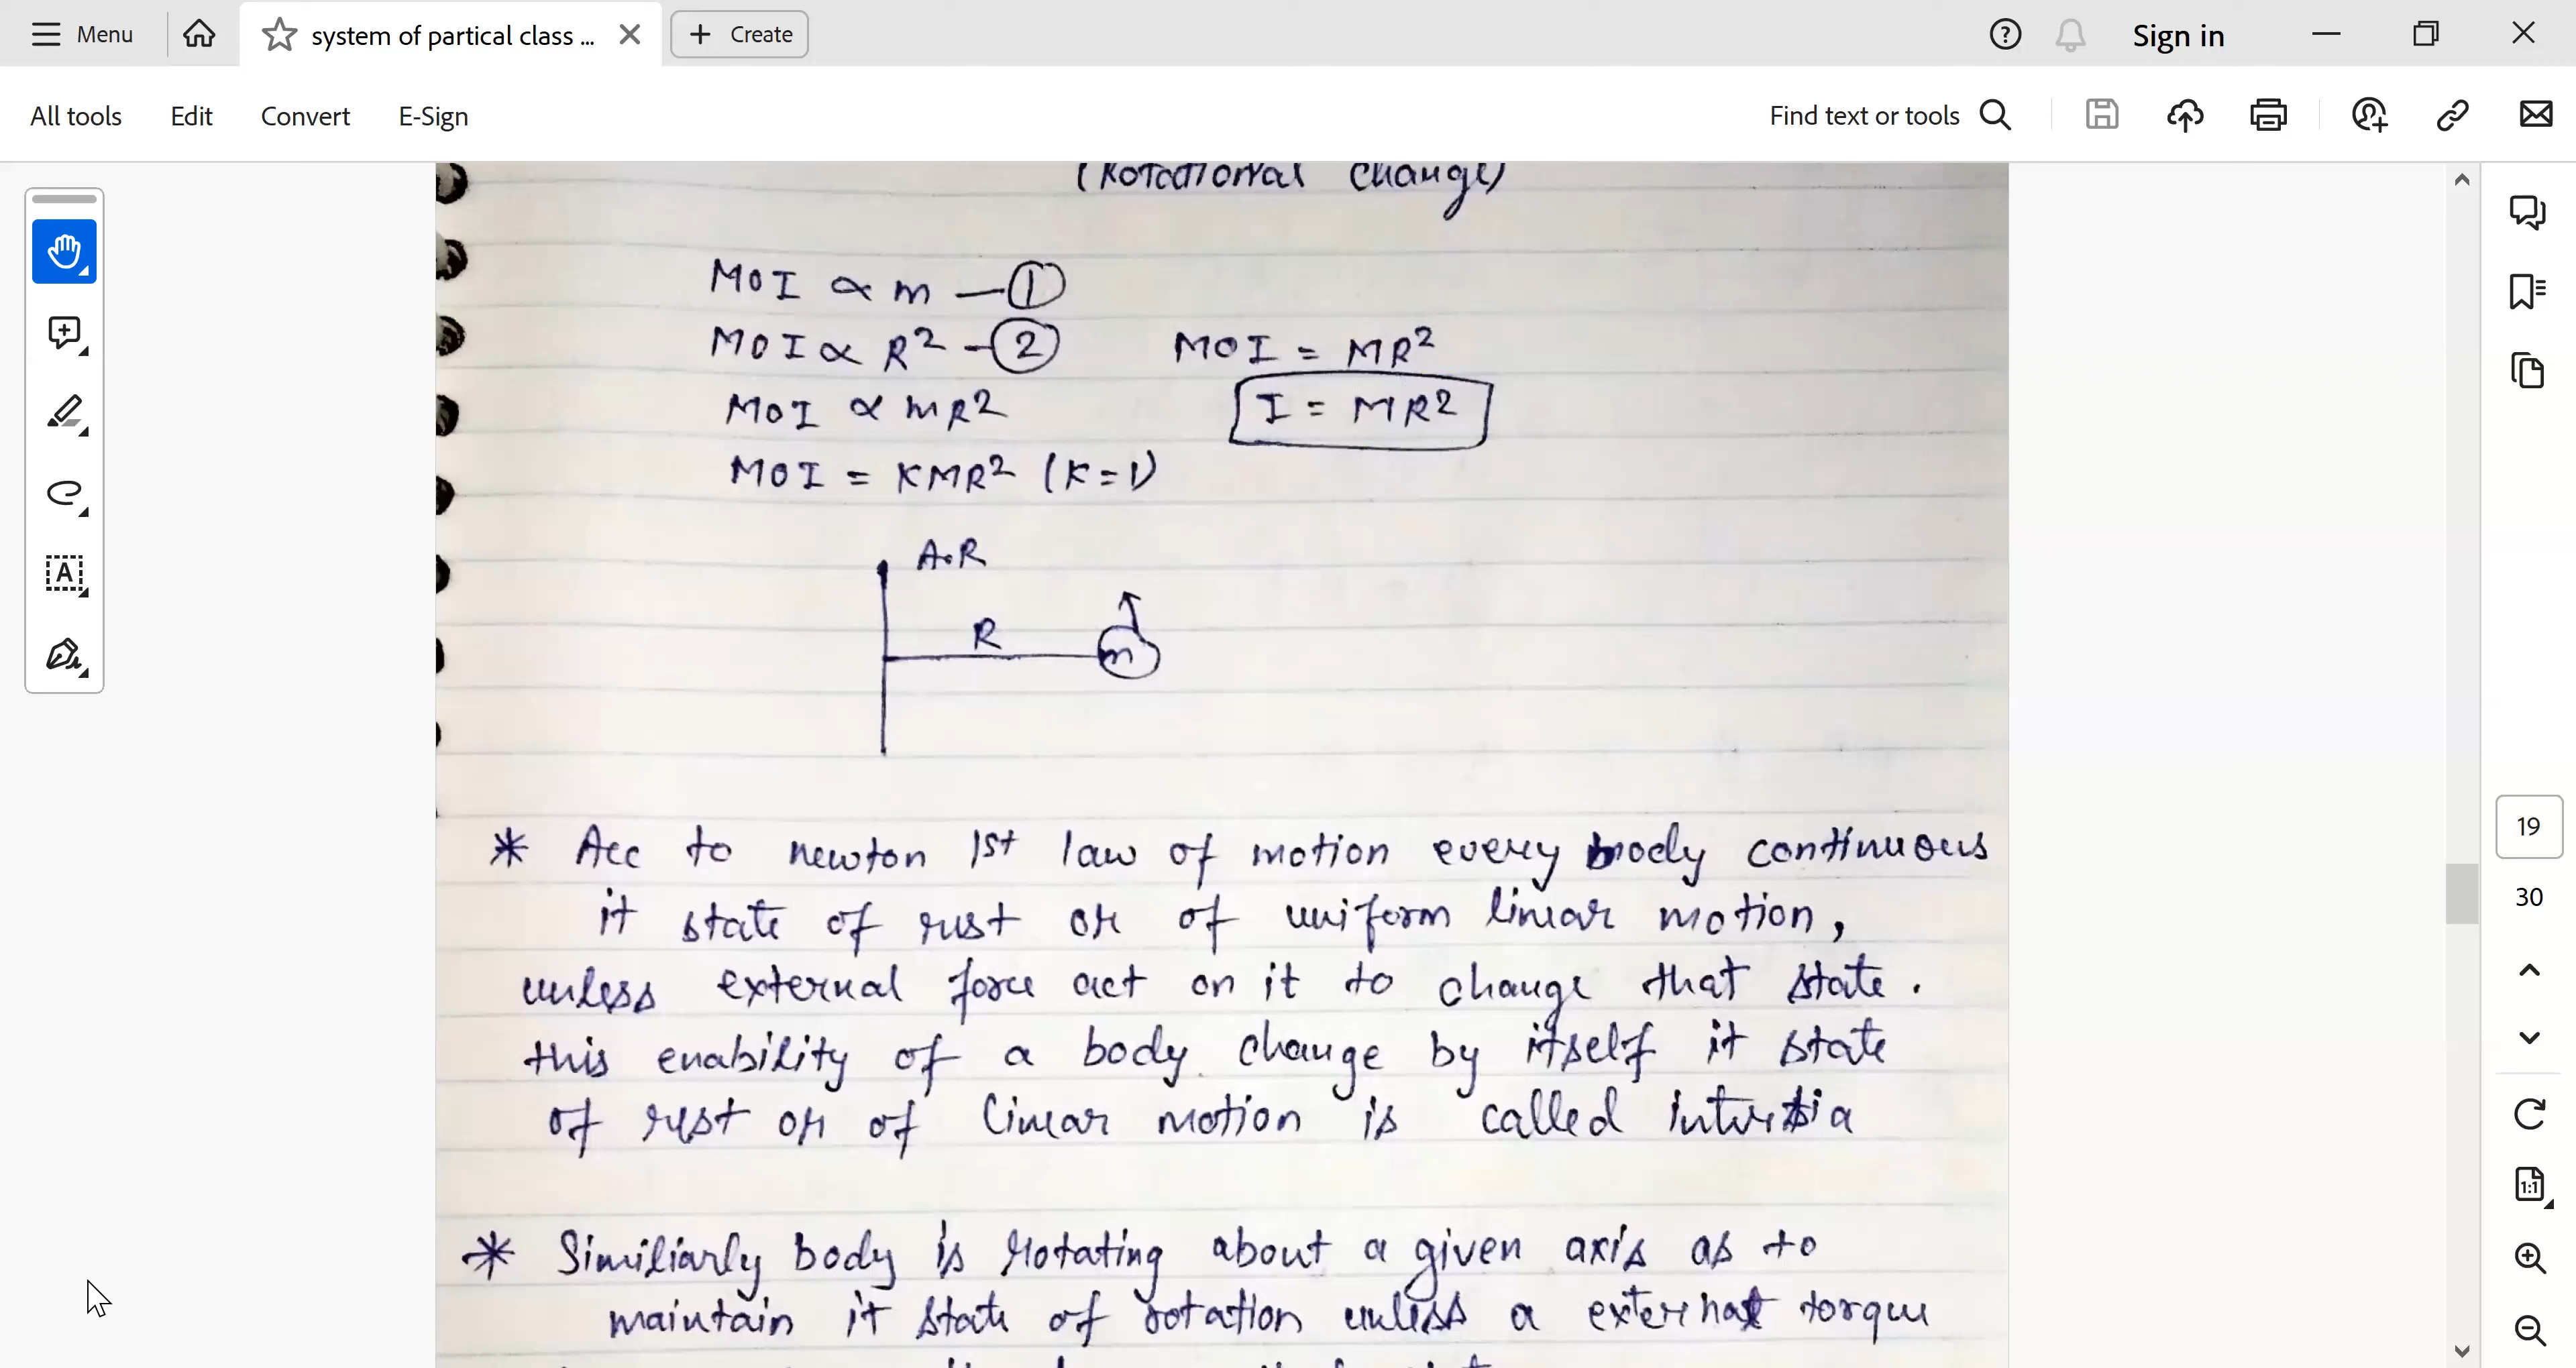 Menu
system of partical class ...
Create
Sign in
All tools
Edit
Convert
E-Sign
Find text or tools
(Rotational change)
MOI ∝ m — ①
MOI ∝ R² — ②
MOI = MR²
MOI ∝ mR²
I = MR²
MOI = KMR² (K=1)
A.R
R
m
* Acc to newton 1st law of motion every body continuous
it state of rest or of uniform linear motion,
unless external force act on it to change that state.
this enability of a body change by itself it state
of rest or of linear motion is called
* Similiarly body is rotating about a given axis as to
maintain it state of rotation unless a external torque
19
30
1:1